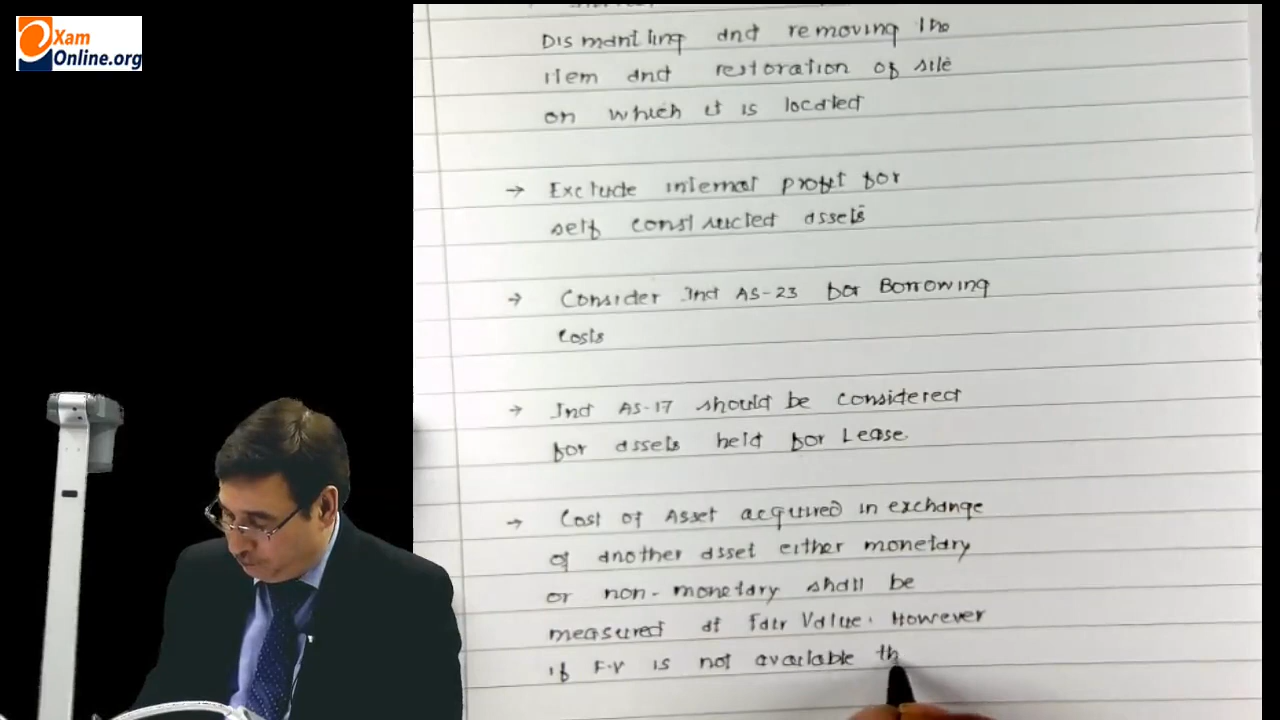 Xam
Online.org
Dismantling and removing the
item and restoration of site
on which it is located
→ Exclude internal profit for
self constructed assets
→ Consider Ind AS-23 for Borrowing
costs
→ Ind AS-17 should be considered
for assets held for Lease.
→ Cost of Asset acquired in exchange
of another asset either monetary
or non-monetary shall be
measured at Fair Value. However
if F.V is not available th